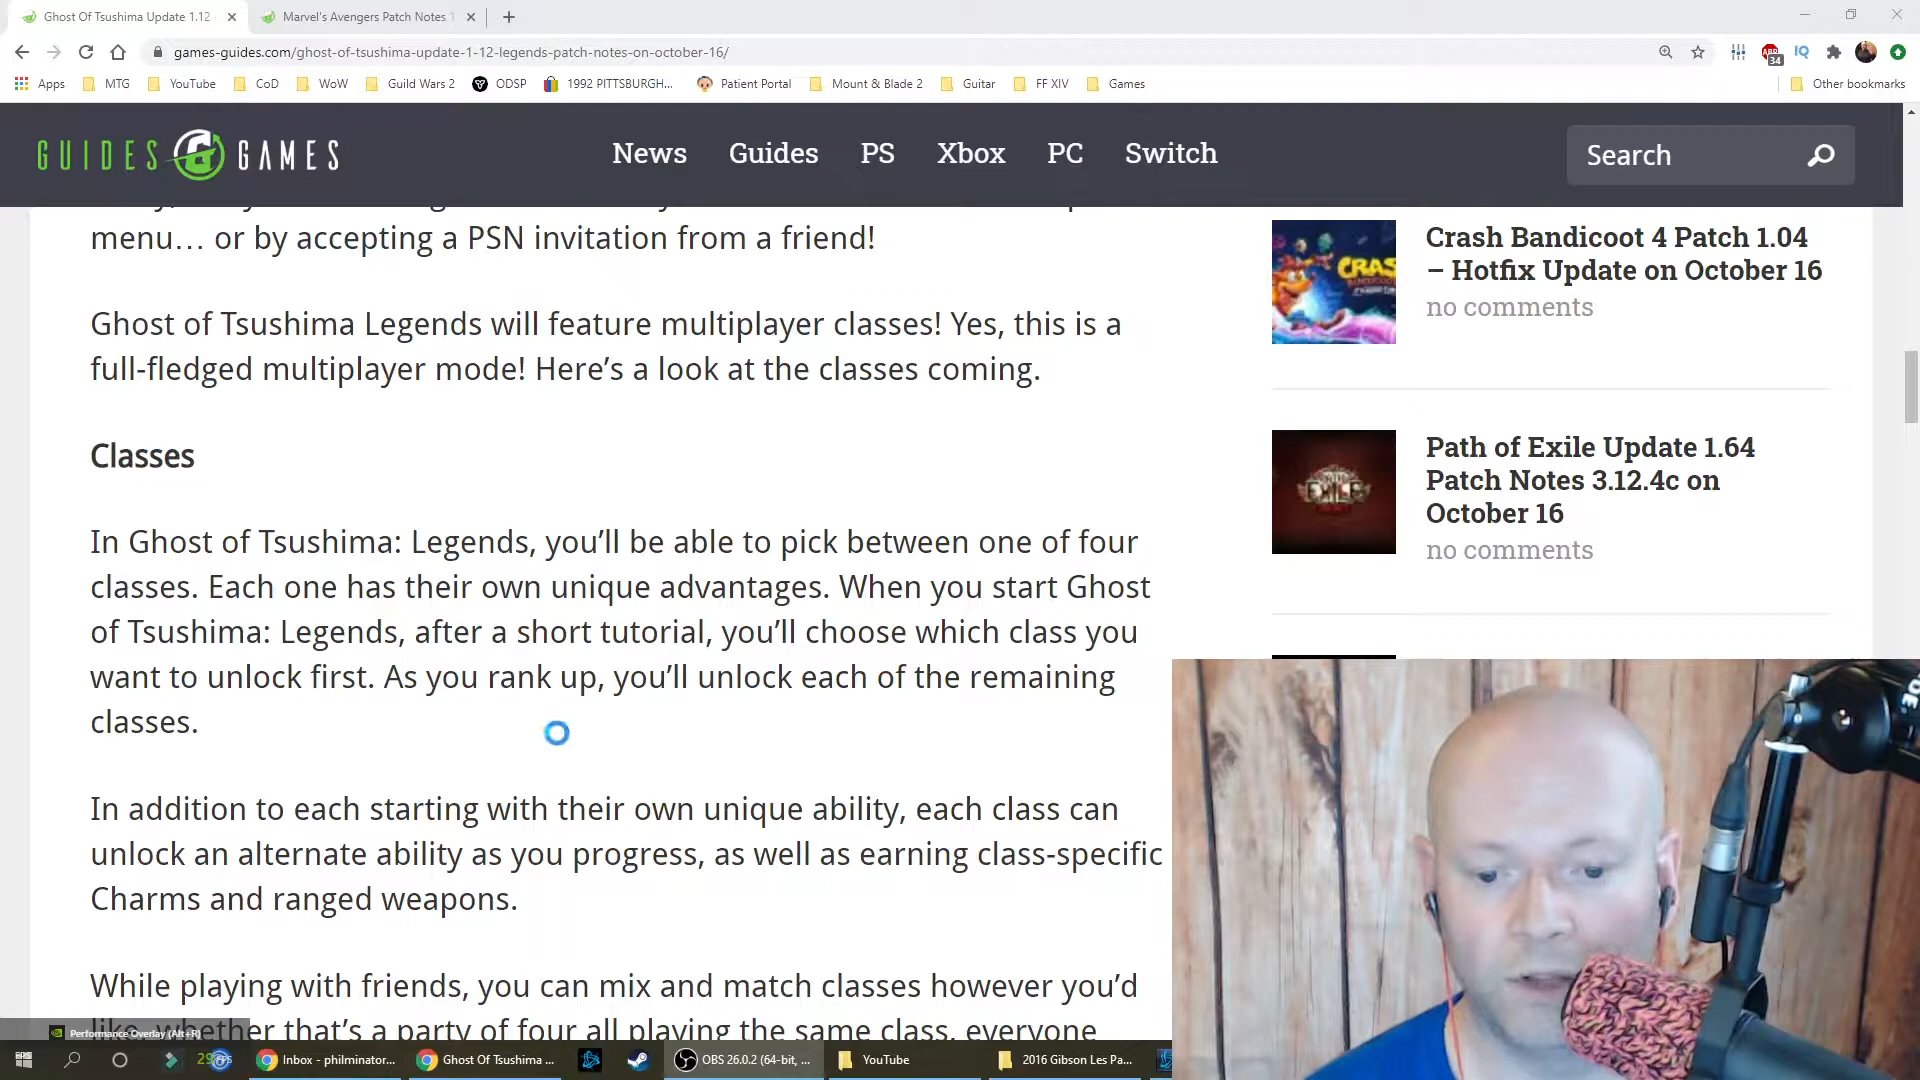 Ghost Of Tsushima Update 1.12
Marvel's Avengers Patch Notes 1
games-guides.com/ghost-of-tsushima-update-1-12-legends-patch-notes-on-october-16/
ABP
34
IQ
Apps
MTG
YouTube
CoD
WoW
Guild Wars 2
ODSP
1992 PITTSBURGH...
Patient Portal
Mount & Blade 2
Guitar
FF XIV
Games
Other bookmarks
GUIDES GAMES
News
Guides
PS
Xbox
PC
Switch
Search
menu… or by accepting a PSN invitation from a friend!
Ghost of Tsushima Legends will feature multiplayer classes! Yes, this is a
full-fledged multiplayer mode! Here’s a look at the classes coming.
Classes
In Ghost of Tsushima: Legends, you’ll be able to pick between one of four
classes. Each one has their own unique advantages. When you start Ghost
of Tsushima: Legends, after a short tutorial, you’ll choose which class you
want to unlock first. As you rank up, you’ll unlock each of the remaining
classes.
In addition to each starting with their own unique ability, each class can
unlock an alternate ability as you progress, as well as earning class-specific
Charms and ranged weapons.
While playing with friends, you can mix and match classes however you’d
like, whether that’s a party of four all playing the same class, everyone
CRAS
Crash Bandicoot 4 Patch 1.04
– Hotfix Update on October 16
no comments
EXILE
Path of Exile Update 1.64
Patch Notes 3.12.4c on
October 16
no comments
Performance Overlay (Alt+R)
Inbox - philminator...
Ghost Of Tsushima ...
OBS 26.0.2 (64-bit, ...
YouTube
2016 Gibson Les Pa...